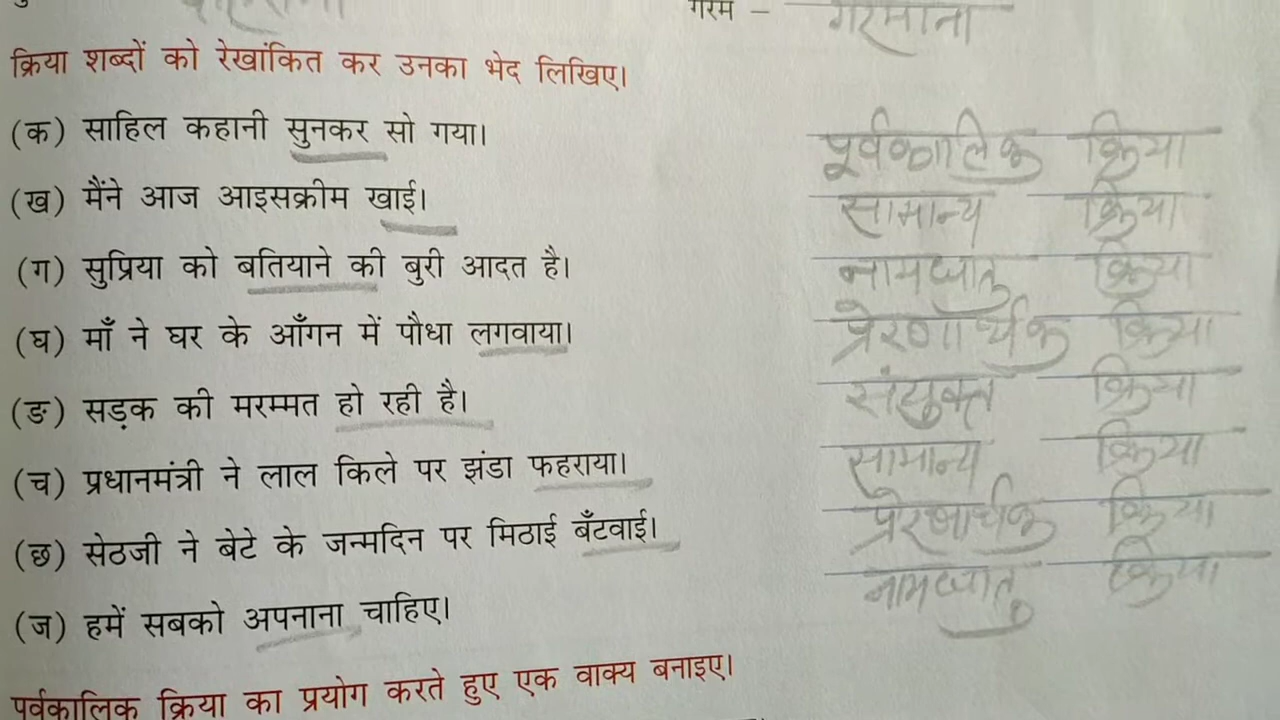 गरम – गरमाना
क्रिया शब्दों को रेखांकित कर उनका भेद लिखिए।
(क) साहिल कहानी सुनकर सो गया। पूर्वकालिक क्रिया
(ख) मैंने आज आइसक्रीम खाई। सामान्य क्रिया
(ग) सुप्रिया को बतियाने की बुरी आदत है। नामधातु क्रिया
(घ) माँ ने घर के आँगन में पौधा लगवाया। प्रेरणार्थक क्रिया
(ङ) सड़क की मरम्मत हो रही है। संयुक्त क्रिया
(च) प्रधानमंत्री ने लाल किले पर झंडा फहराया। सामान्य क्रिया
(छ) सेठजी ने बेटे के जन्मदिन पर मिठाई बँटवाई। प्रेरणार्थक क्रिया
(ज) हमें सबको अपनाना चाहिए। नामधातु क्रिया
पूर्वकालिक क्रिया का प्रयोग करते हुए एक वाक्य बनाइए।